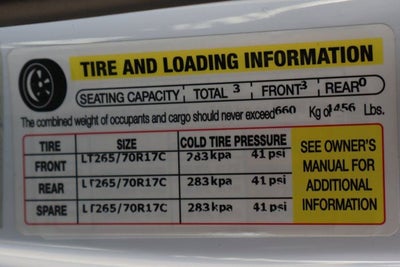 TIRE AND LOADING INFORMATION
SEATING CAPACITY TOTAL 3 FRONT 3 REAR 0
The combined weight of occupants and cargo should never exceed 660 Kg or 1456 Lbs.
TIRE SIZE COLD TIRE PRESSURE
FRONT LT265/70R17C 283 kpa 41 psi
REAR LT265/70R17C 283 kpa 41 psi
SPARE LT265/70R17C 283 kpa 41 psi
SEE OWNER'S
MANUAL FOR
ADDITIONAL
INFORMATION